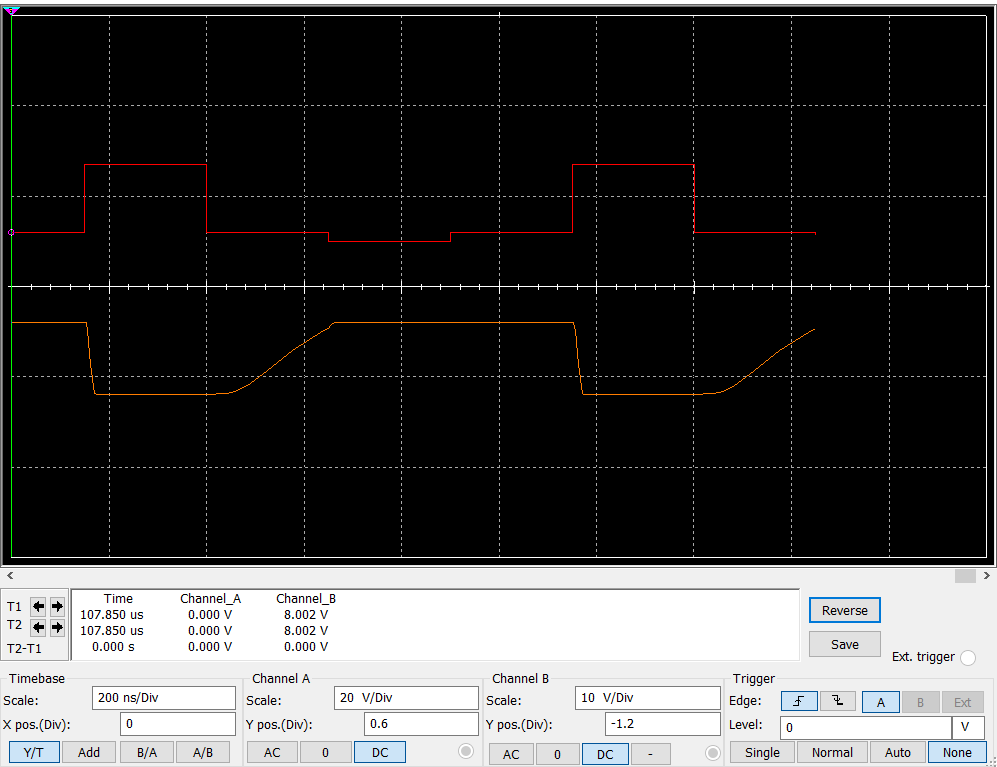 Time Channel_A Channel_B
T1 107.850 us 0.000 V 8.002 V
T2 107.850 us 0.000 V 8.002 V
T2-T1 0.000 s 0.000 V 0.000 V
Reverse
Save
Ext. trigger
Timebase
Scale: 200 ns/Div
X pos.(Div): 0
Y/T Add B/A A/B
Channel A
Scale: 20 V/Div
Y pos.(Div): 0.6
AC 0 DC
Channel B
Scale: 10 V/Div
Y pos.(Div): -1.2
AC 0 DC -
Trigger
Edge: A B Ext
Level: 0 V
Single Normal Auto None